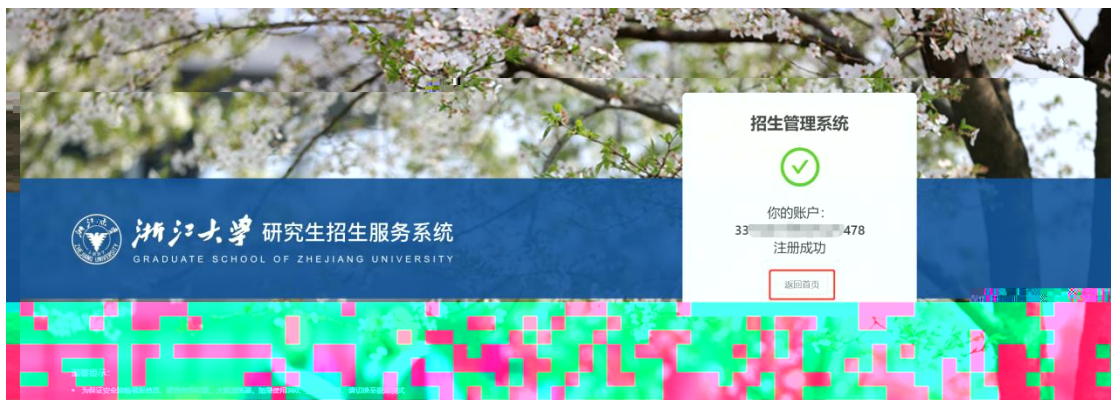 招生管理系统
你的账户：
33 478
注册成功
返回首页
浙江大学 研究生招生服务系统
GRADUATE SCHOOL OF ZHEJIANG UNIVERSITY